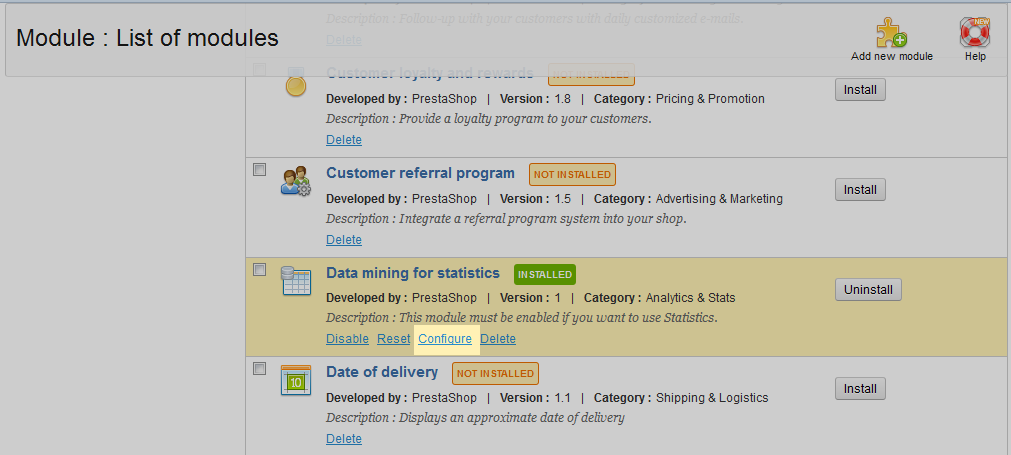 Description : Follow-up with your customers with daily customized e-mails.
Delete
Module : List of modules
Add new module
NEW
Help
Customer loyalty and rewards NOT INSTALLED
Install
Developed by : PrestaShop | Version : 1.8 | Category : Pricing & Promotion
Description : Provide a loyalty program to your customers.
Delete
Customer referral program NOT INSTALLED
Install
Developed by : PrestaShop | Version : 1.5 | Category : Advertising & Marketing
Description : Integrate a referral program system into your shop.
Delete
Data mining for statistics INSTALLED
Uninstall
Developed by : PrestaShop | Version : 1 | Category : Analytics & Stats
Description : This module must be enabled if you want to use Statistics.
Disable Reset Configure Delete
10
Date of delivery NOT INSTALLED
Install
Developed by : PrestaShop | Version : 1.1 | Category : Shipping & Logistics
Description : Displays an approximate date of delivery
Delete